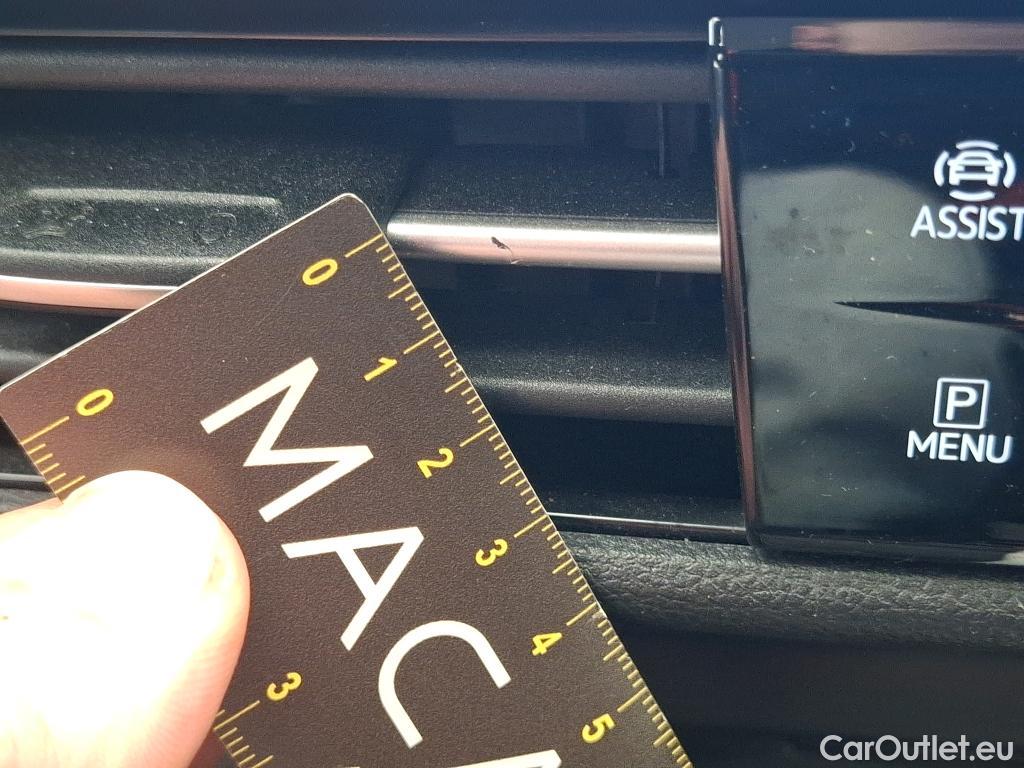 ASSIST
P
MENU
0 1 2 3 4 5
0
MAC
3
CarOutlet.eu